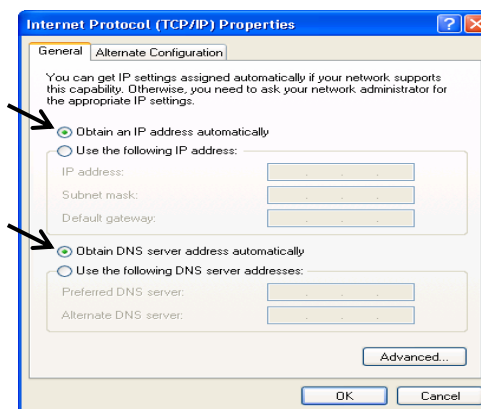 Internet Protocol (TCP/IP) Properties
General
Alternate Configuration
You can get IP settings assigned automatically if your network supports
this capability. Otherwise, you need to ask your network administrator for
the appropriate IP settings.
Obtain an IP address automatically
Use the following IP address:
IP address:
Subnet mask:
Default gateway:
Obtain DNS server address automatically
Use the following DNS server addresses:
Preferred DNS server:
Alternate DNS server:
Advanced...
OK
Cancel